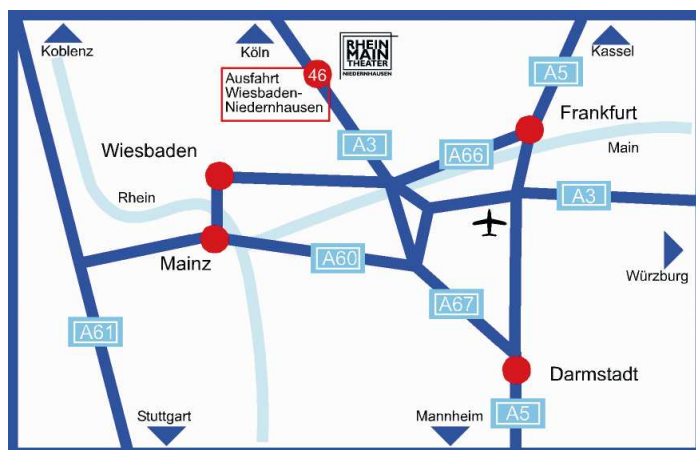 Koblenz
Köln
RHEIN
MAIN
THEATER
NIEDERNHAUSEN
Kassel
46
Ausfahrt
Wiesbaden-
Niedernhausen
A5
Frankfurt
Wiesbaden
A3
A66
Main
Rhein
A3
Mainz
A60
Würzburg
A67
A61
Darmstadt
Stuttgart
Mannheim
A5